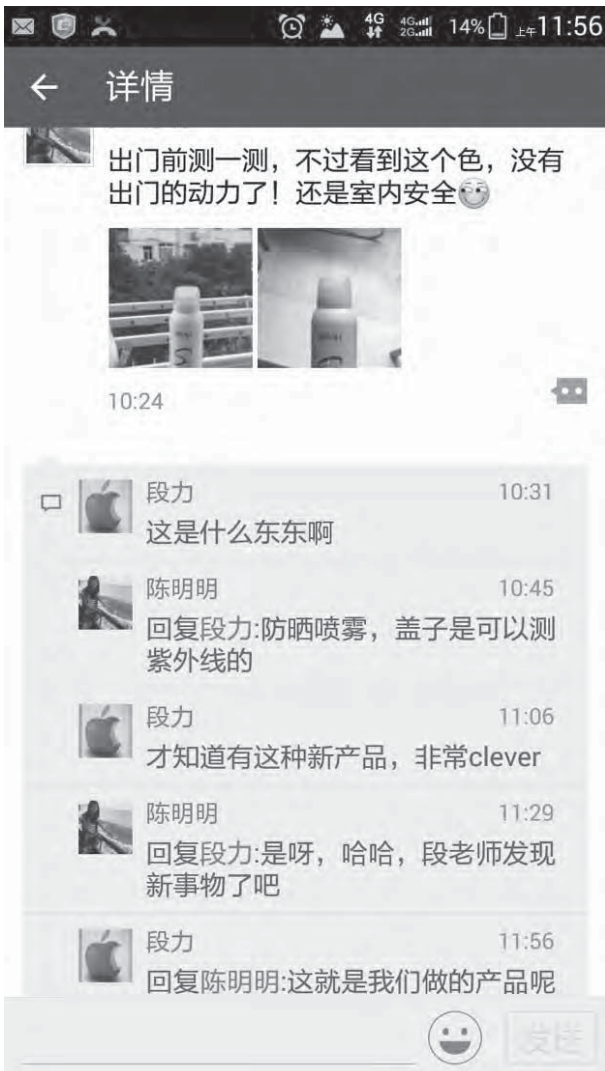 4G 4G 2G 14% 上午11:56
详情
出门前测一测，不过看到这个色，没有
出门的动力了！还是室内安全
10:24
段力 10:31
这是什么东东啊
陈明明 10:45
回复段力:防晒喷雾，盖子是可以测
紫外线的
段力 11:06
才知道有这种新产品，非常clever
陈明明 11:29
回复段力:是呀，哈哈，段老师发现
新事物了吧
段力 11:56
回复陈明明:这就是我们做的产品呢
发送